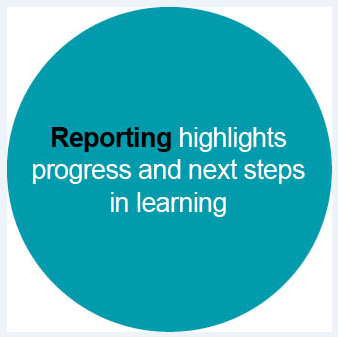 Reporting highlights
progress and next steps
in learning